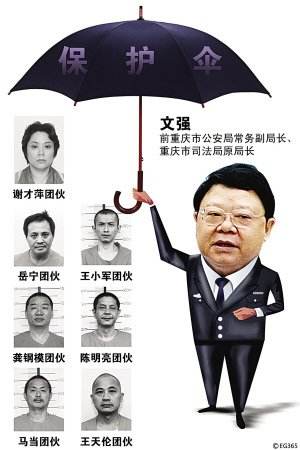 保护伞
文强
前重庆市公安局常务副局长、
重庆市司法局原局长
谢才萍团伙
岳宁团伙
王小军团伙
龚钢模团伙
陈明亮团伙
马当团伙
王天伦团伙
©EG365